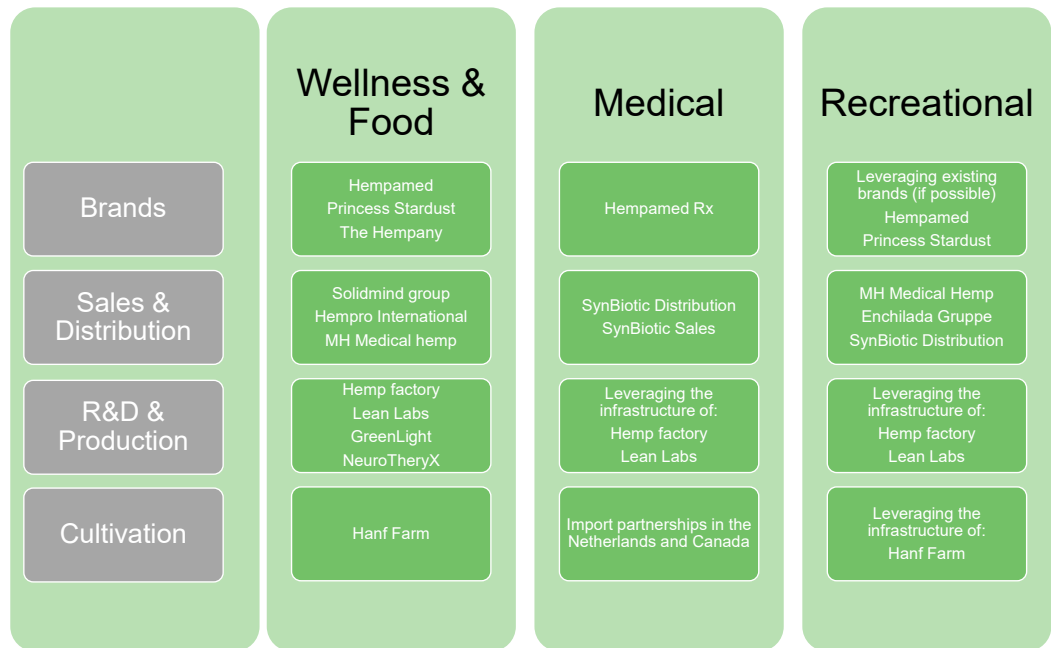 Wellness &
Food
Medical
Recreational
Brands
Hempamed
Princess Stardust
The Hempany
Hempamed Rx
Leveraging existing
brands (if possible)
Hempamed
Princess Stardust
Sales &
Distribution
Solidmind group
Hempro International
MH Medical hemp
SynBiotic Distribution
SynBiotic Sales
MH Medical Hemp
Enchilada Gruppe
SynBiotic Distribution
R&D &
Production
Hemp factory
Lean Labs
GreenLight
NeuroTheryX
Leveraging the
infrastructure of:
Hemp factory
Lean Labs
Leveraging the
infrastructure of:
Hemp factory
Lean Labs
Cultivation
Hanf Farm
Import partnerships in the
Netherlands and Canada
Leveraging the
infrastructure of:
Hanf Farm